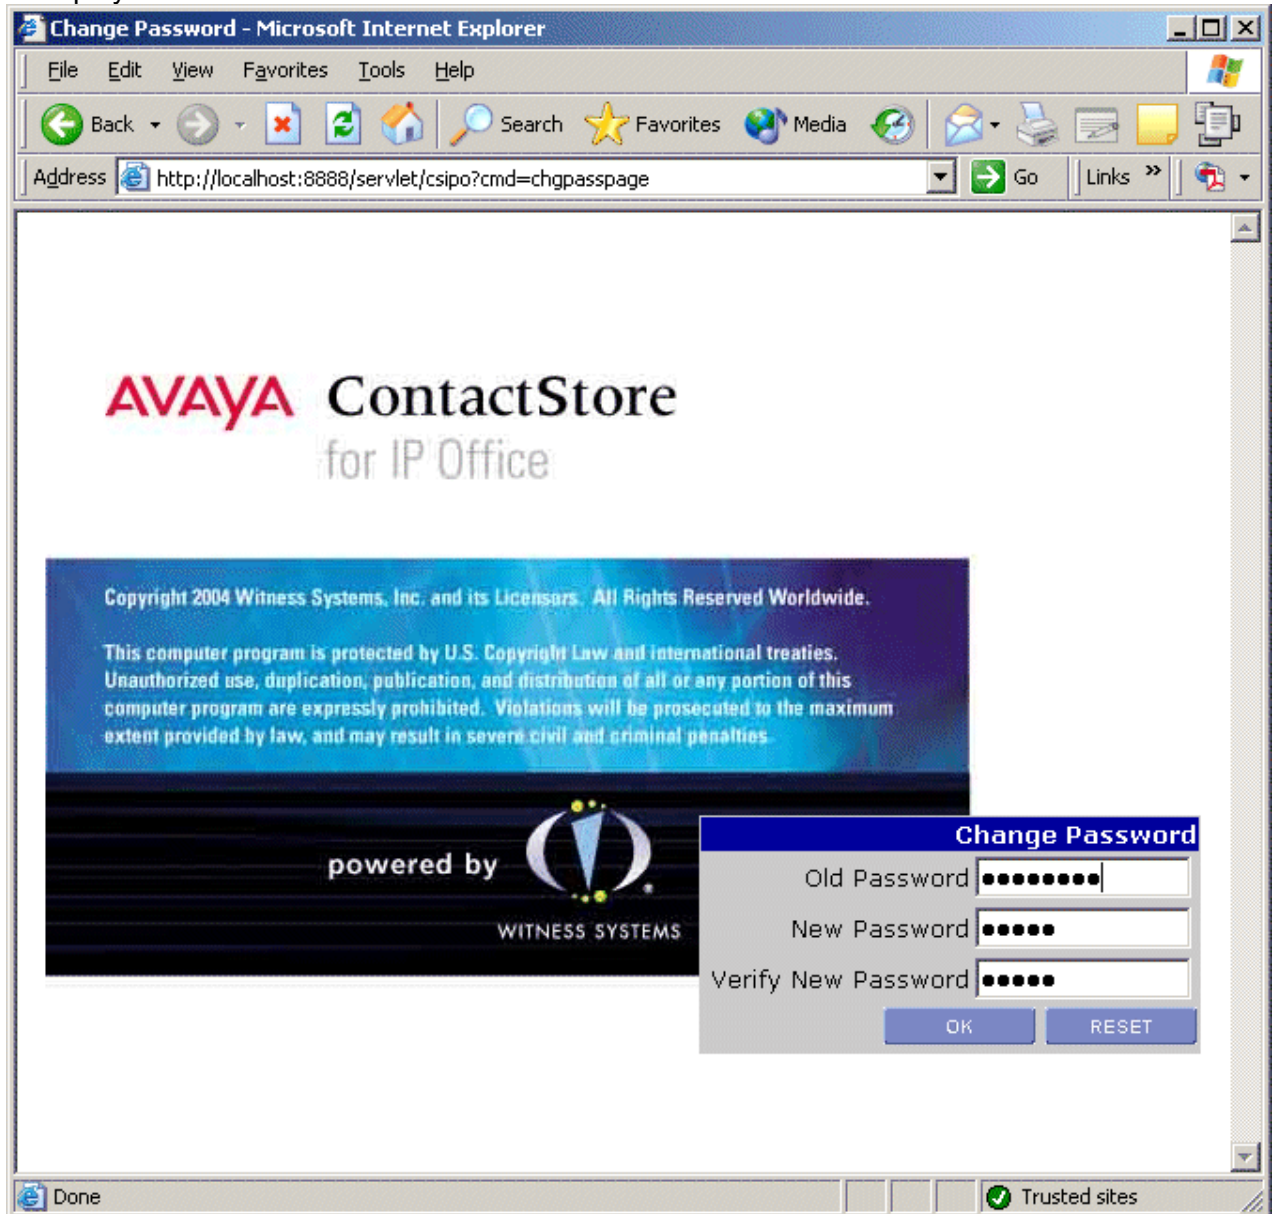 Change Password - Microsoft Internet Explorer
File Edit View Favorites Tools Help
Back Search Favorites Media
Address http://localhost:8888/servlet/csipo?cmd=chgpasspage Go Links »
AVAYA ContactStore
for IP Office
Copyright 2004 Witness Systems, Inc. and its Licensors. All Rights Reserved Worldwide.
This computer program is protected by U.S. Copyright Law and international treaties.
Unauthorized use, duplication, publication, and distribution of all or any portion of this
computer program are expressly prohibited. Violations will be prosecuted to the maximum
extent provided by law, and may result in severe civil and criminal penalties.
powered by
WITNESS SYSTEMS
Change Password
Old Password ●●●●●●●●
New Password ●●●●●
Verify New Password ●●●●●
OK RESET
Done Trusted sites